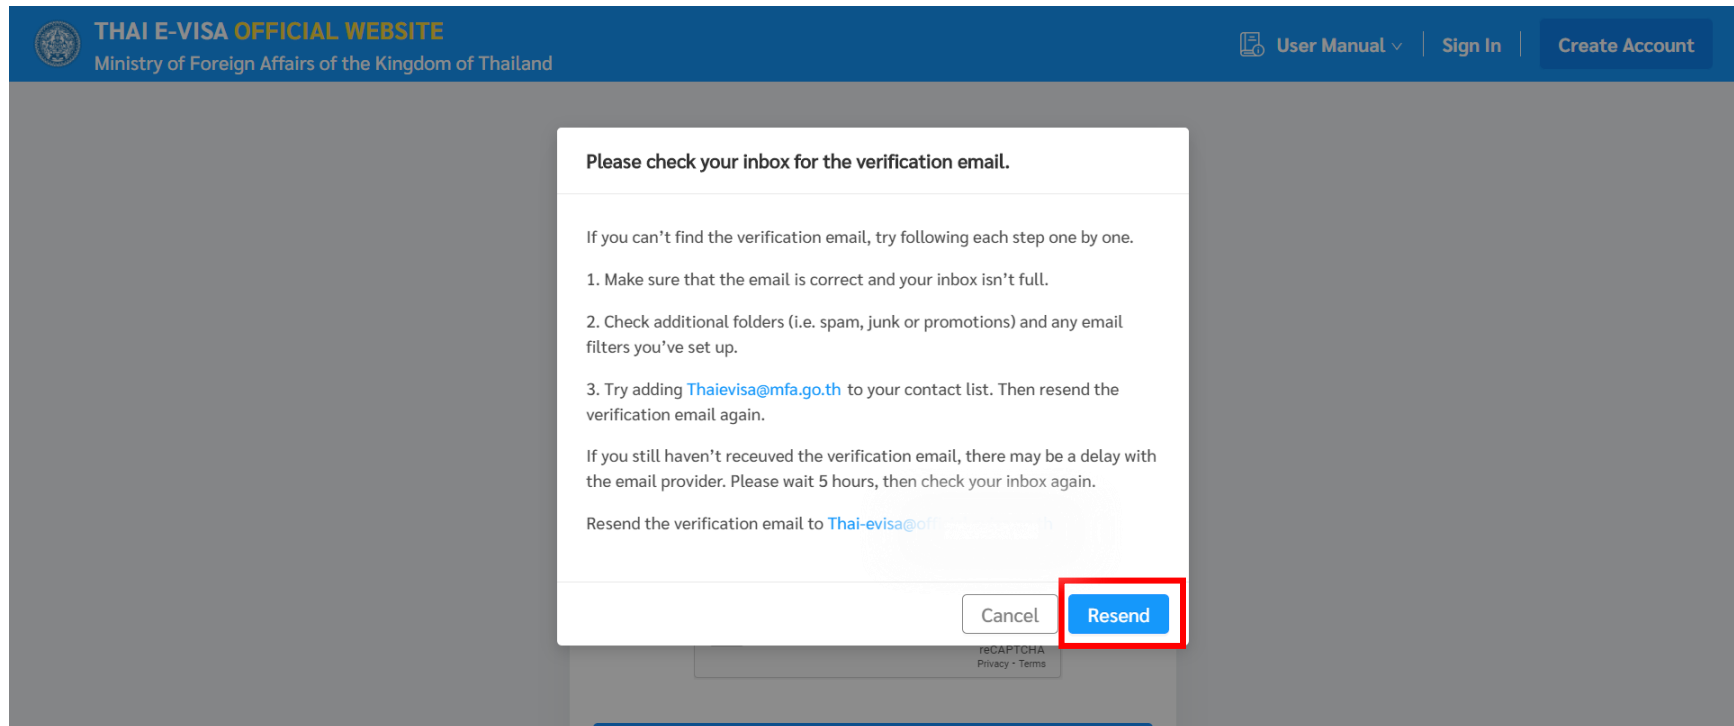 THAI E-VISA OFFICIAL WEBSITE
Ministry of Foreign Affairs of the Kingdom of Thailand
User Manual
Sign In
Create Account
Please check your inbox for the verification email.
If you can’t find the verification email, try following each step one by one.
1. Make sure that the email is correct and your inbox isn’t full.
2. Check additional folders (i.e. spam, junk or promotions) and any email
filters you’ve set up.
3. Try adding Thaievisa@mfa.go.th to your contact list. Then resend the
verification email again.
If you still haven’t receuved the verification email, there may be a delay with
the email provider. Please wait 5 hours, then check your inbox again.
Resend the verification email to Thai-evisa@
Cancel
Resend
reCAPTCHA
Privacy - Terms